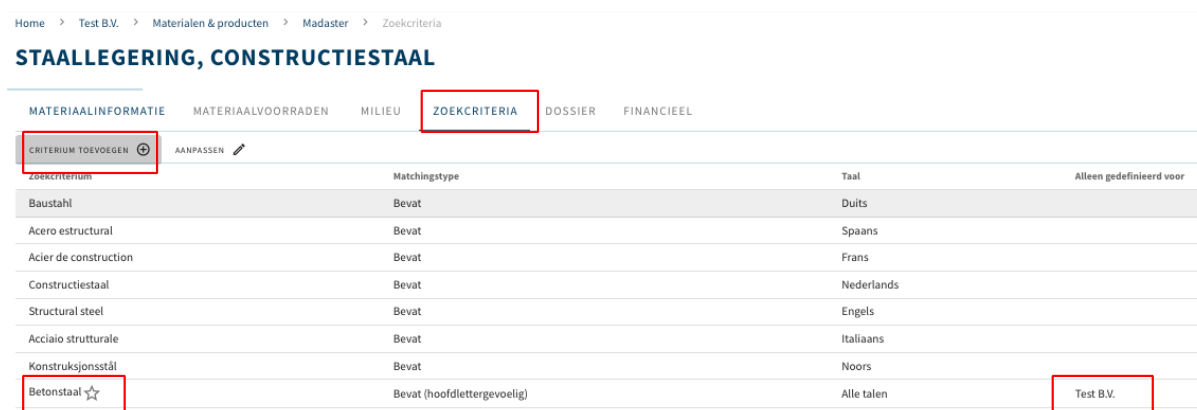 Home > Test B.V. > Materialen & producten > Madaster > Zoekcriteria
STAALLEGERING, CONSTRUCTIESTAAL
MATERIAALINFORMATIE MATERIAALVOORRADEN MILIEU ZOEKCRITERIA DOSSIER FINANCIEEL
CRITERIUM TOEVOEGEN AANPASSEN
Zoekcriterium Matchingstype Taal Alleen gedefinieerd voor
Baustahl Bevat Duits
Acero estructural Bevat Spaans
Acier de construction Bevat Frans
Constructiestaal Bevat Nederlands
Structural steel Bevat Engels
Acciaio strutturale Bevat Italiaans
Konstruksjonsstål Bevat Noors
Betonstaal Bevat (hoofdlettergevoelig) Alle talen Test B.V.